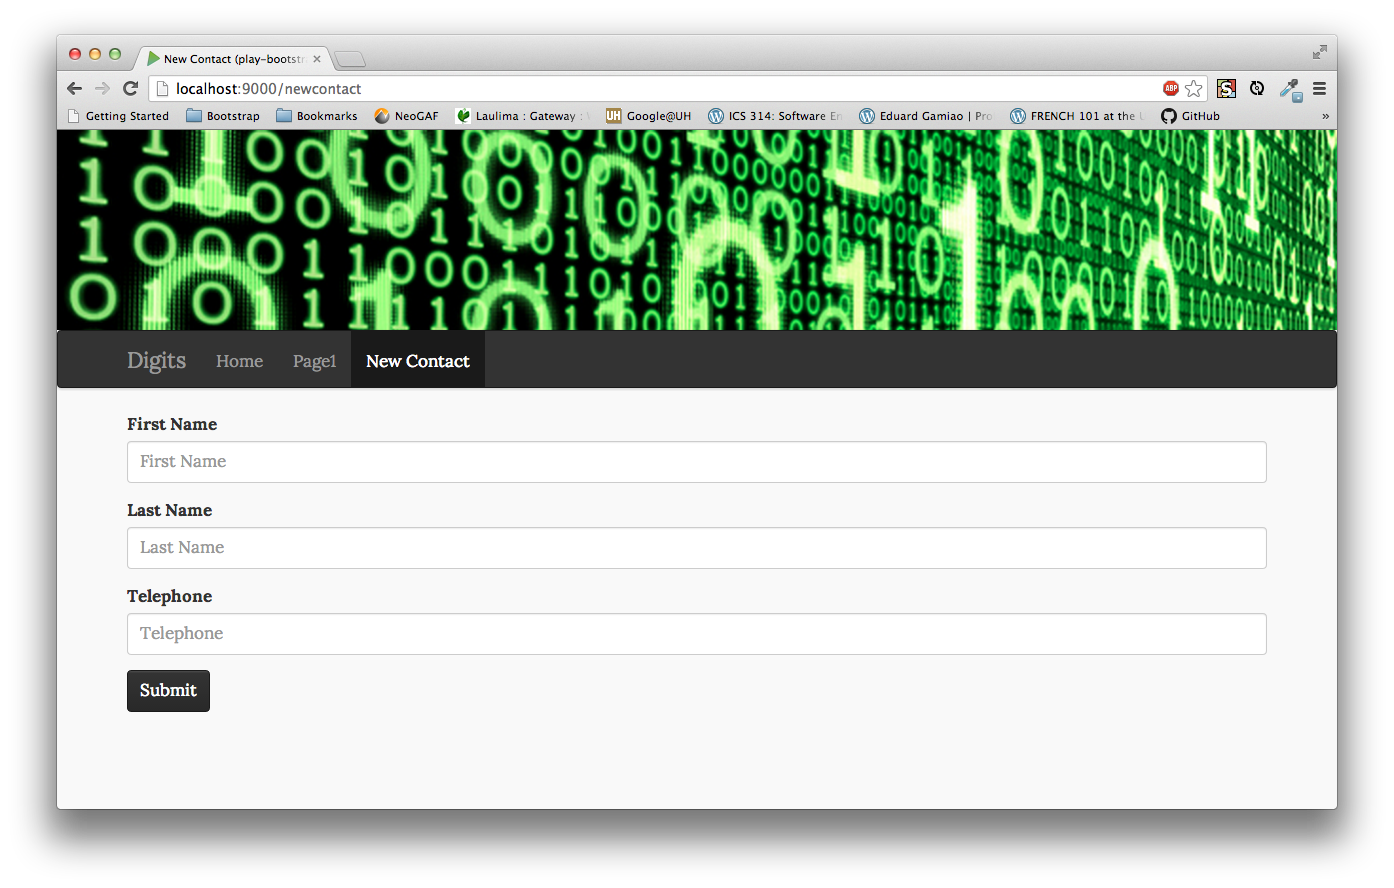 New Contact (play-bootstr
localhost:9000/newcontact
ABP
S
Getting Started Bootstrap Bookmarks NeoGAF Laulima : Gateway : UH Google@UH ICS 314: Software En Eduard Gamiao | Pro FRENCH 101 at the GitHub »
Digits Home Page1 New Contact
First Name
First Name
Last Name
Last Name
Telephone
Telephone
Submit